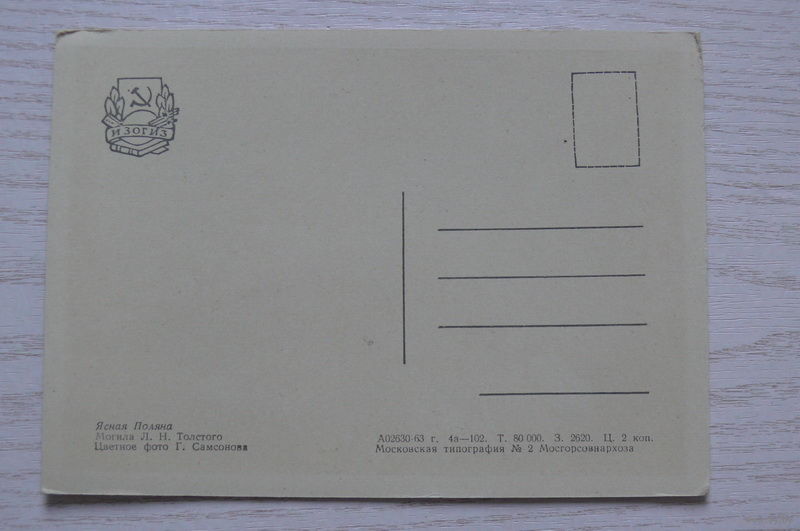 ИЗОГИЗ
Ясная Поляна
Могила Л. Н. Толстого
Цветное фото Г. Самсонова
А02630-63 г. 4а—102. Т. 80 000. З. 2620. Ц. 2 коп.
Московская типография № 2 Мосгорсовнархоза